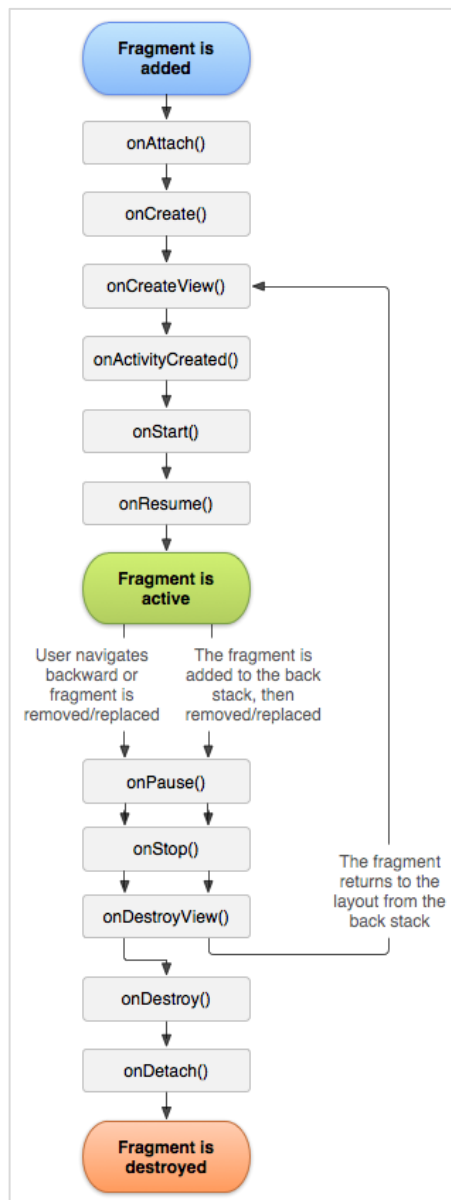 Fragment is
added
onAttach()
onCreate()
onCreateView()
onActivityCreated()
onStart()
onResume()
Fragment is
active
User navigates
backward or
fragment is
removed/replaced
The fragment is
added to the back
stack, then
removed/replaced
onPause()
onStop()
onDestroyView()
The fragment
returns to the
layout from the
back stack
onDestroy()
onDetach()
Fragment is
destroyed